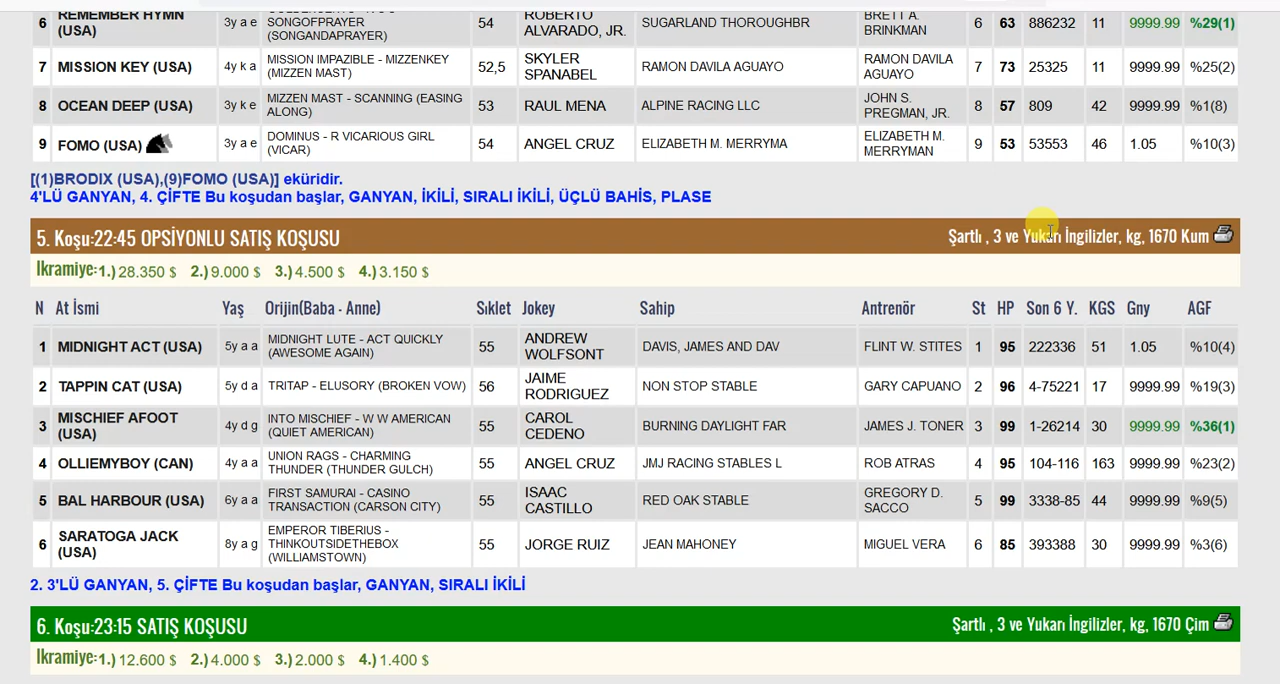 6 REMEMBER HYMN (USA) 3y a e SONGOFPRAYER (SONGANDPRAYER) 54 ROBERTO ALVARADO, JR. SUGARLAND THOROUGHBR BRETT A. BRINKMAN 6 63 886232 11 9999.99 %29(1)
7 MISSION KEY (USA) 4y k a MISSION IMPAZIBLE - MIZZENKEY (MIZZEN MAST) 52,5 SKYLER SPANABEL RAMON DAVILA AGUAYO RAMON DAVILA AGUAYO 7 73 25325 11 9999.99 %25(2)
8 OCEAN DEEP (USA) 3y k e MIZZEN MAST - SCANNING (EASING ALONG) 53 RAUL MENA ALPINE RACING LLC JOHN S. PREGMAN, JR. 8 57 809 42 9999.99 %1(8)
9 FOMO (USA) 3y a e DOMINUS - R VICARIOUS GIRL (VICAR) 54 ANGEL CRUZ ELIZABETH M. MERRYMA ELIZABETH M. MERRYMAN 9 53 53553 46 1.05 %10(3)
[(1)BRODIX (USA),(9)FOMO (USA)] eküridir.
4'LÜ GANYAN, 4. ÇİFTE Bu koşudan başlar, GANYAN, İKİLİ, SIRALI İKİLİ, ÜÇLÜ BAHİS, PLASE
5. Koşu:22:45 OPSİYONLU SATIŞ KOŞUSU Şartlı , 3 ve Yukarı İngilizler, kg, 1670 Kum
İkramiye:1.) 28.350 $ 2.) 9.000 $ 3.) 4.500 $ 4.) 3.150 $
N At İsmi Yaş Orijin(Baba - Anne) Sıklet Jokey Sahip Antrenör St HP Son 6 Y. KGS Gny AGF
1 MIDNIGHT ACT (USA) 5y a a MIDNIGHT LUTE - ACT QUICKLY (AWESOME AGAIN) 55 ANDREW WOLFSONT DAVIS, JAMES AND DAV FLINT W. STITES 1 95 222336 51 1.05 %10(4)
2 TAPPIN CAT (USA) 5y d a TRITAP - ELUSORY (BROKEN VOW) 56 JAIME RODRIGUEZ NON STOP STABLE GARY CAPUANO 2 96 4-75221 17 9999.99 %19(3)
3 MISCHIEF AFOOT (USA) 4y d g INTO MISCHIEF - W W AMERICAN (QUIET AMERICAN) 55 CAROL CEDENO BURNING DAYLIGHT FAR JAMES J. TONER 3 99 1-26214 30 9999.99 %36(1)
4 OLLIEMYBOY (CAN) 4y a a UNION RAGS - CHARMING THUNDER (THUNDER GULCH) 55 ANGEL CRUZ JMJ RACING STABLES L ROB ATRAS 4 95 104-116 163 9999.99 %23(2)
5 BAL HARBOUR (USA) 6y a a FIRST SAMURAI - CASINO TRANSACTION (CARSON CITY) 55 ISAAC CASTILLO RED OAK STABLE GREGORY D. SACCO 5 99 3338-85 44 9999.99 %9(5)
6 SARATOGA JACK (USA) 8y a g EMPEROR TIBERIUS - THINKOUTSIDETHEBOX (WILLIAMSTOWN) 55 JORGE RUIZ JEAN MAHONEY MIGUEL VERA 6 85 393388 30 9999.99 %3(6)
2. 3'LÜ GANYAN, 5. ÇİFTE Bu koşudan başlar, GANYAN, SIRALI İKİLİ
6. Koşu:23:15 SATIŞ KOŞUSU Şartlı , 3 ve Yukarı İngilizler, kg, 1670 Çim
İkramiye:1.) 12.600 $ 2.) 4.000 $ 3.) 2.000 $ 4.) 1.400 $